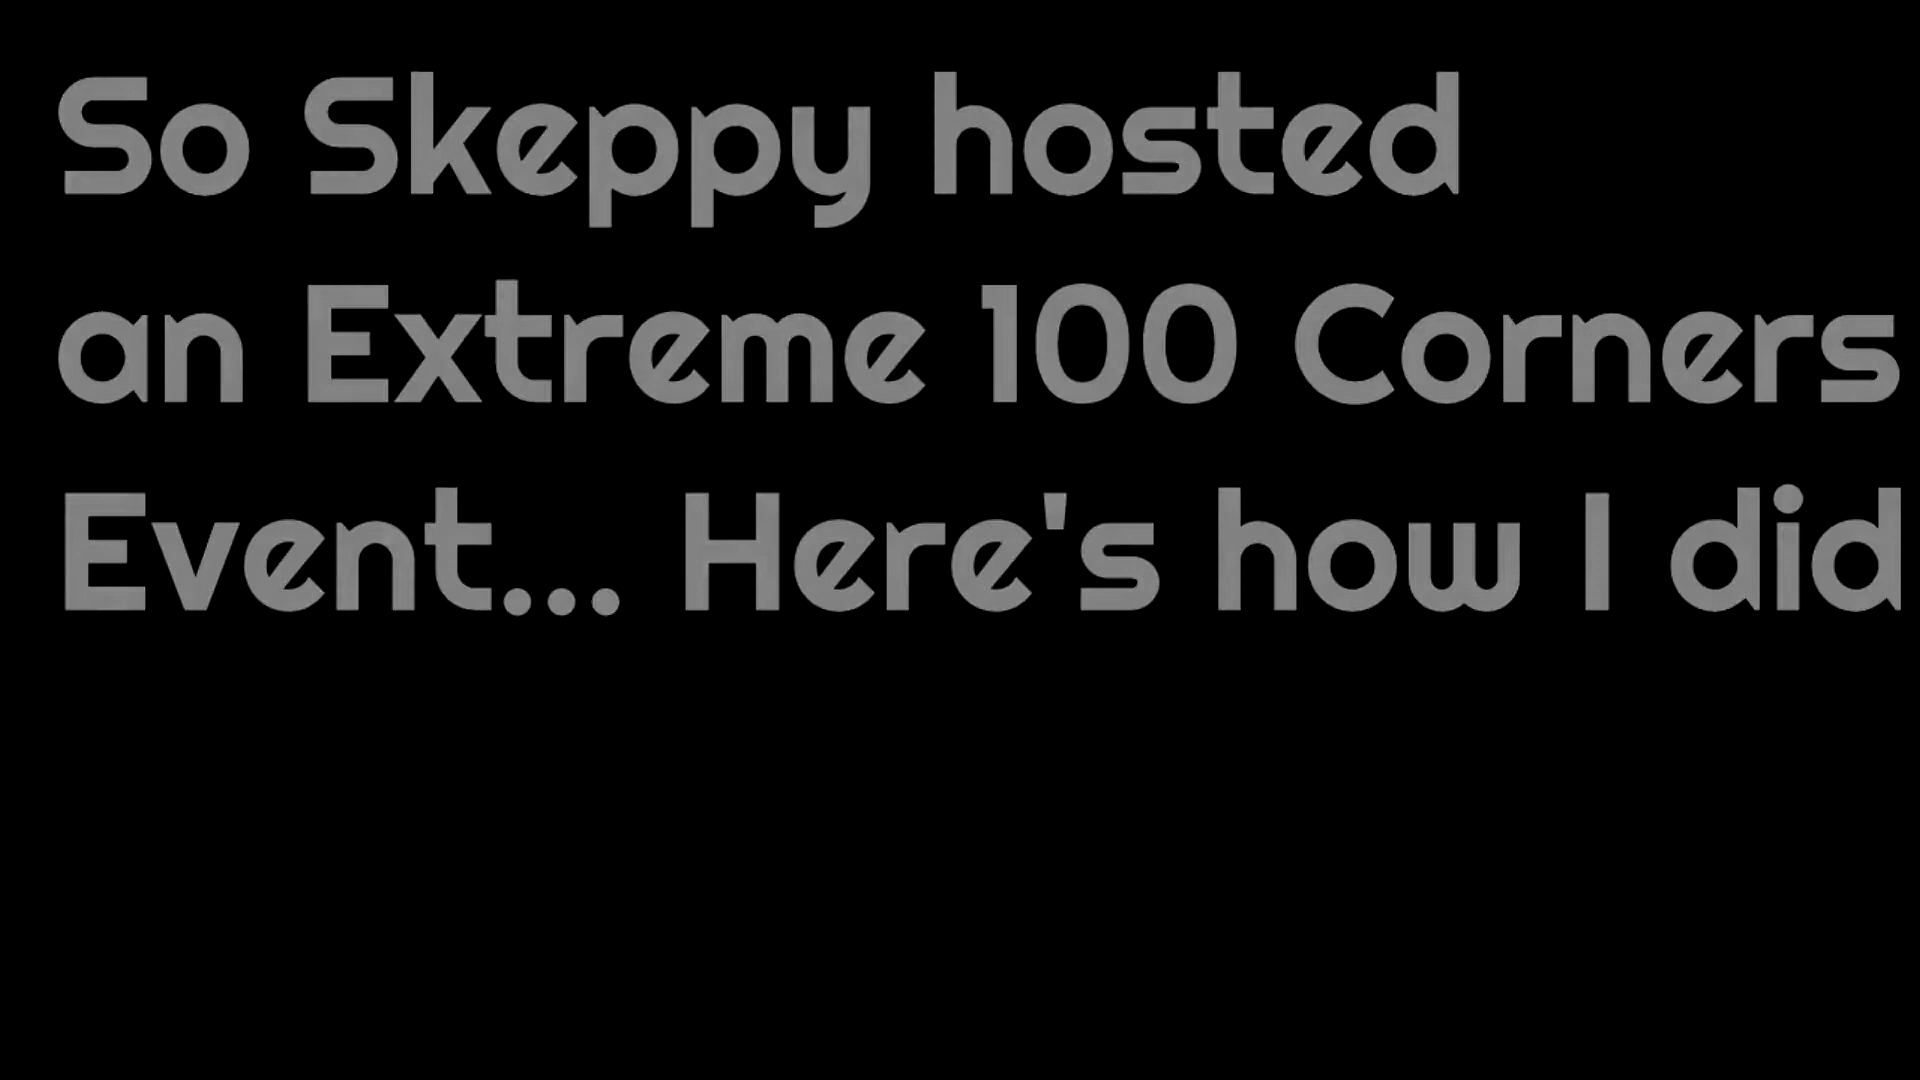 So Skeppy hosted
an Extreme 100 Corners
Event... Here's how I did